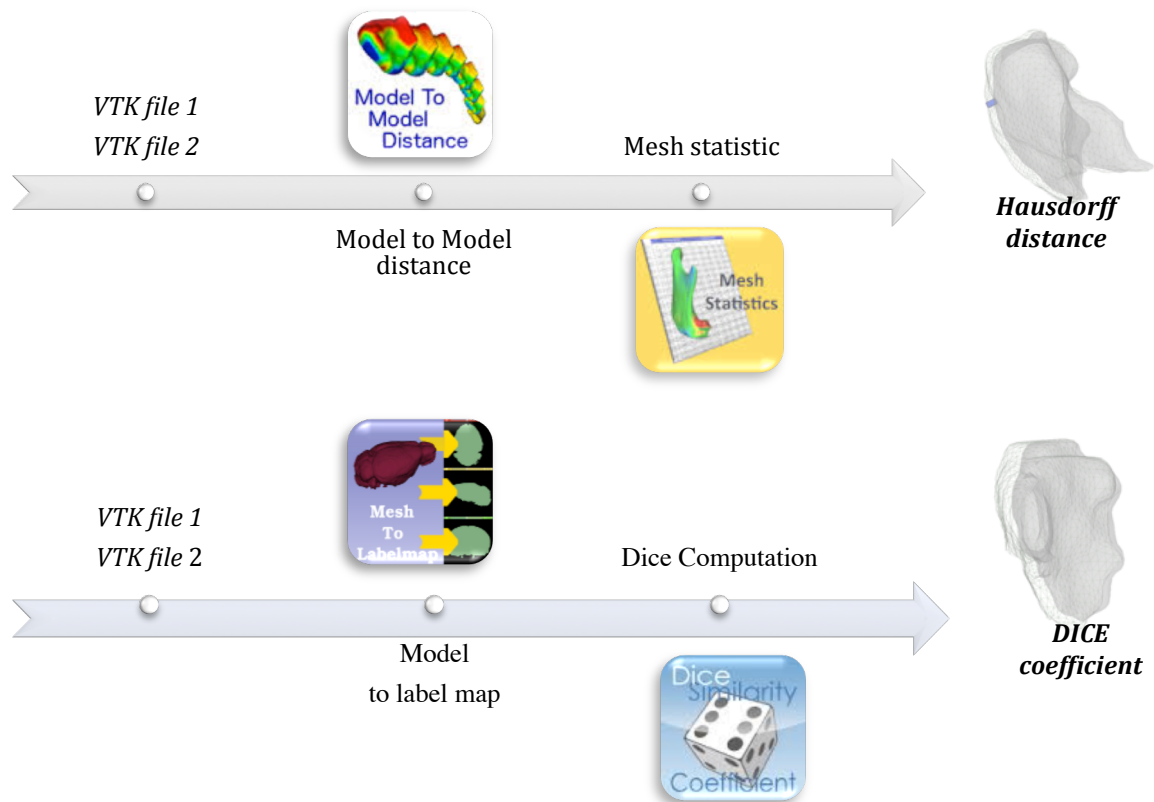 VTK file 1
VTK file 2
Model To
Model
Distance
Mesh statistic
Model to Model
distance
Mesh
Statistics
Hausdorff
distance
VTK file 1
VTK file 2
Mesh
To
Labelmap
Dice Computation
Model
to label map
Dice
Similarity
Coefficient
DICE
coefficient